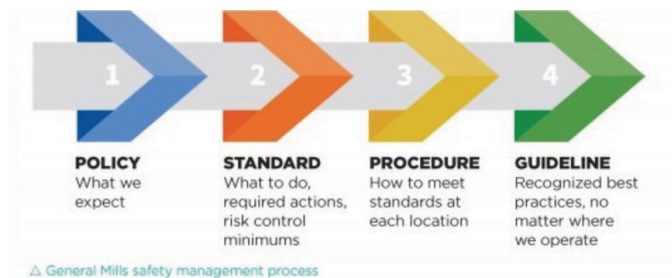 1
2
3
4
POLICY
What we
expect
STANDARD
What to do,
required actions,
risk control
minimums
PROCEDURE
How to meet
standards at
each location
GUIDELINE
Recognized best
practices, no
matter where
we operate
△ General Mills safety management process